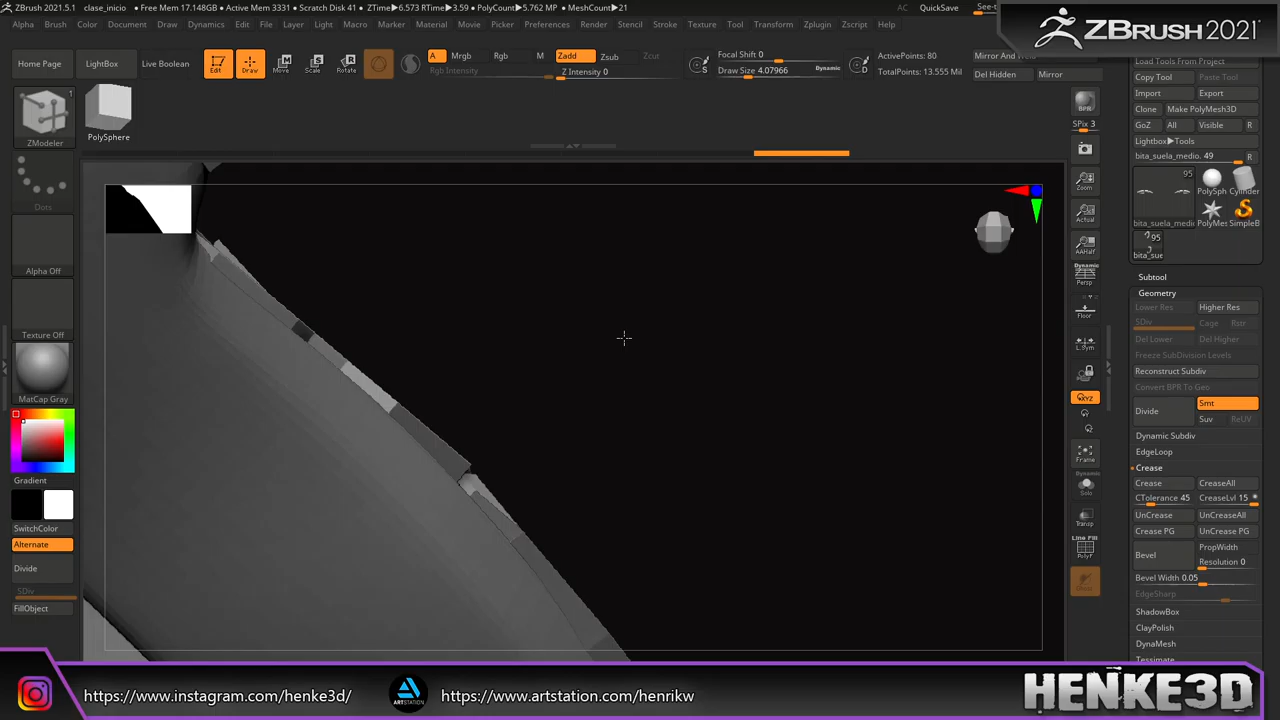 ZBrush 2021.5.1 clase_inicio • Free Mem 17.148GB • Active Mem 3331 • Scratch Disk 41 • ZTime▶6.573 RTime▶3.59 • PolyCount▶5.762 MP • MeshCount▶21 AC QuickSave
Alpha Brush Color Document Draw Dynamics Edit File Layer Light Macro Marker Material Movie Picker Preferences Render Stencil Stroke Texture Tool Transform Zplugin Zscript Help
ZBRUSH 2021
Home Page LightBox Live Boolean Edit Draw Move Scale Rotate
A Mrgb Rgb M Zadd Zsub Zcut
Rgb Intensity Z Intensity 0
Focal Shift 0
Draw Size 4.07966 Dynamic
ActivePoints: 80
TotalPoints: 13.555 Mil
Del Hidden Mirror
ZModeler
PolySphere
Dots
Alpha Off
Texture Off
MatCap Gray
Gradient
SwitchColor
Alternate
Divide
SDiv
FillObject
BPR
SPix 3
Zoom
Actual
AAHalf
Dynamic
Persp
Floor
L.Sym
XYZ
Frame
Dynamic
Solo
Transp
Line Fill
PolyF
Load Tools From Project
Copy Tool Paste Tool
Import Export
Clone Make PolyMesh3D
GoZ All Visible R
Lightbox▶Tools
bita_suela_medio. 49 R
95
PolySph Cylinder
bita_suela_medi PolyMes SimpleB
95
bita_sue
Subtool
Geometry
Lower Res Higher Res
SDiv Cage Rstr
Del Lower Del Higher
Freeze SubDivision Levels
Reconstruct Subdiv
Convert BPR To Geo
Divide Smt
Suv ReUV
Dynamic Subdiv
EdgeLoop
Crease
Crease CreaseAll
CTolerance 45 CreaseLvl 15
UnCrease UnCreaseAll
Crease PG UnCrease PG
Bevel PropWidth
Resolution 0
Bevel Width 0.05
EdgeSharp
ShadowBox
ClayPolish
DynaMesh
Tessimate
https://www.instagram.com/henke3d/ ARTSTATION https://www.artstation.com/henrikw HENKE3D